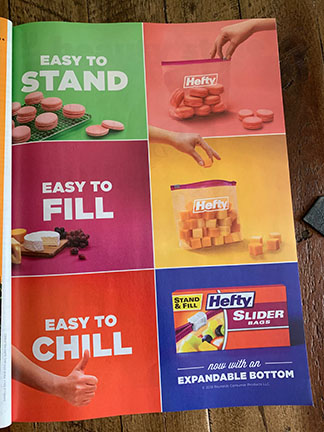 EASY TO
STAND
Hefty
EASY TO
FILL
Hefty
EASY TO
CHILL
STAND
& FILL
Hefty
SLIDER
BAGS
now with an
EXPANDABLE BOTTOM